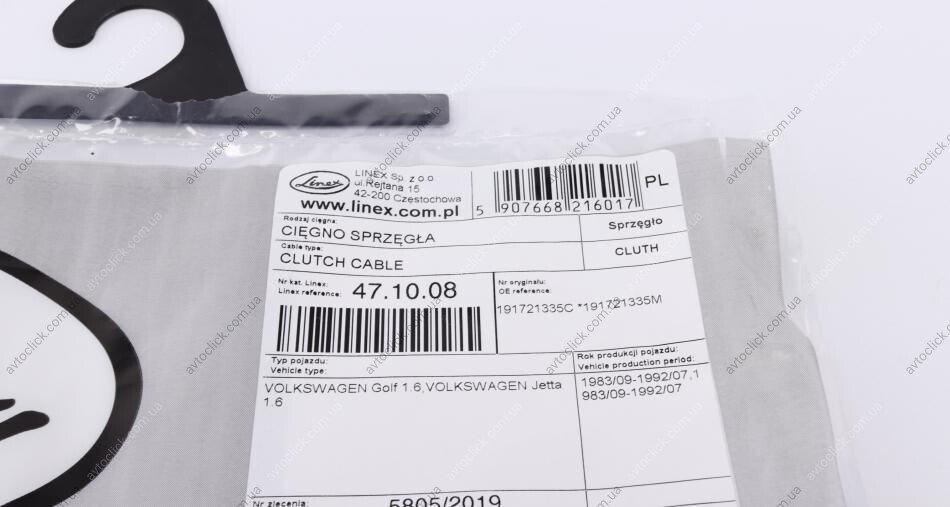 Linex
LINEX Sp. z o.o.
ul.Rejtana 15
42-200 Częstochowa
www.linex.com.pl
5 907668 216017
PL
Rodzaj cięgna:
CIĘGNO SPRZĘGŁA
Sprzęgło
Cable type:
CLUTCH CABLE
CLUTH
Nr kat. Linex:
Linex reference:
47.10.08
Nr oryginału:
OE reference:
191721335C *191721335M
Typ pojazdu:
Vehicle type:
Rok produkcji pojazdu:
Vehicle production period:
VOLKSWAGEN Golf 1.6,VOLKSWAGEN Jetta
1.6
1983/09-1992/07,1
983/09-1992/07
Nr zlecenia:
5805/2019
avtoclick.com.ua